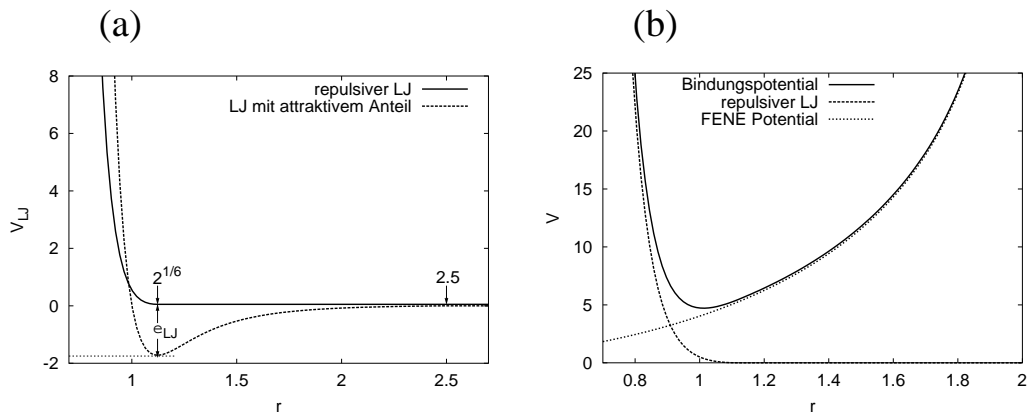 (a)
8
6
4
2
0
-2
V_LJ
repulsiver LJ
LJ mit attraktivem Anteil
2^1/6
2.5
e_LJ
1
1.5
2
2.5
r
(b)
25
20
15
10
5
0
V
Bindungspotential
repulsiver LJ
FENE Potential
0.8
1
1.2
1.4
1.6
1.8
2
r